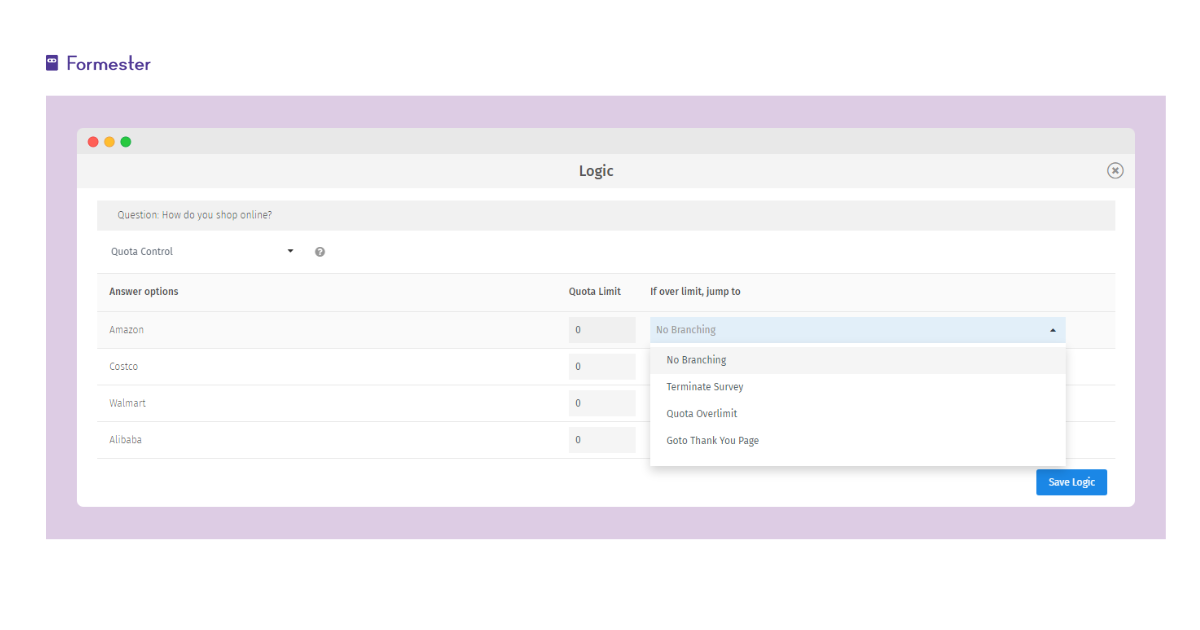 Formester
Logic
Question: How do you shop online?
Quota Control
?
Answer options Quota Limit If over limit, jump to
Amazon 0 No Branching
No Branching
Costco 0
Terminate Survey
Walmart 0
Quota Overlimit
Alibaba 0
Goto Thank You Page
Save Logic